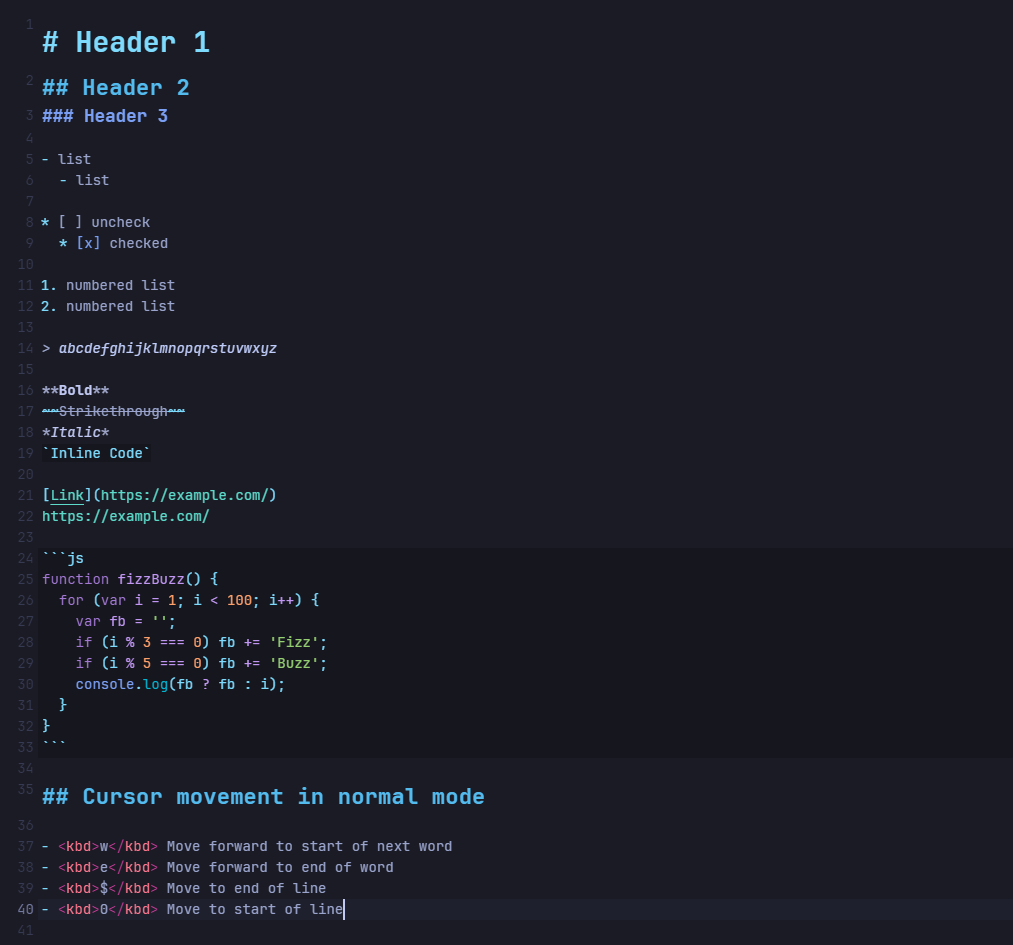 1 # Header 1
2 ## Header 2
3 ### Header 3
4
5 - list
6   - list
7
8 * [ ] uncheck
9   * [x] checked
10
11 1. numbered list
12 2. numbered list
13
14 > abcdefghijklmnopqrstuvwxyz
15
16 **Bold**
17 ~~Strikethrough~~
18 *Italic*
19 `Inline Code`
20
21 [Link](https://example.com/)
22 https://example.com/
23
24 ```js
25 function fizzBuzz() {
26   for (var i = 1; i < 100; i++) {
27     var fb = '';
28     if (i % 3 === 0) fb += 'Fizz';
29     if (i % 5 === 0) fb += 'Buzz';
30     console.log(fb ? fb : i);
31   }
32 }
33 ```
34
35 ## Cursor movement in normal mode
36
37 - <kbd>w</kbd> Move forward to start of next word
38 - <kbd>e</kbd> Move forward to end of word
39 - <kbd>$</kbd> Move to end of line
40 - <kbd>0</kbd> Move to start of line
41